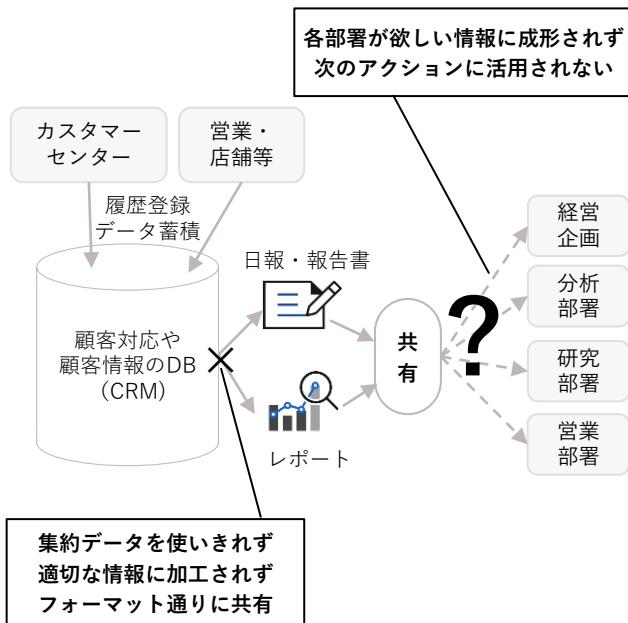 各部署が欲しい情報に成形されず
次のアクションに活用されない
カスタマー
センター
営業・
店舗等
履歴登録
データ蓄積
顧客対応や
顧客情報のDB
（CRM）
日報・報告書
レポート
共
有
？
経営
企画
分析
部署
研究
部署
営業
部署
集約データを使いきれず
適切な情報に加工されず
フォーマット通りに共有